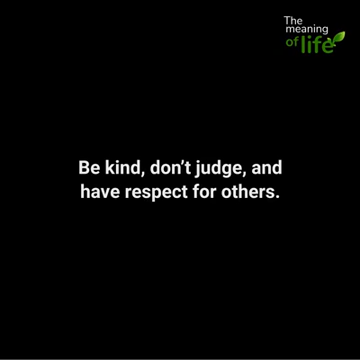 The
meaning
of life
Be kind, don't judge, and
have respect for others.